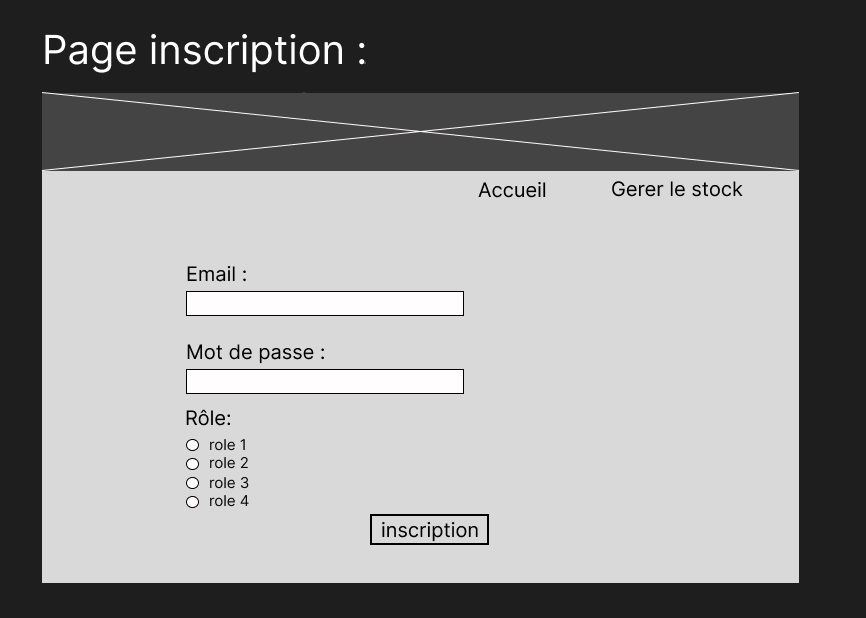 Page inscription :
Accueil Gerer le stock
Email :
Mot de passe :
Rôle:
role 1
role 2
role 3
role 4
inscription